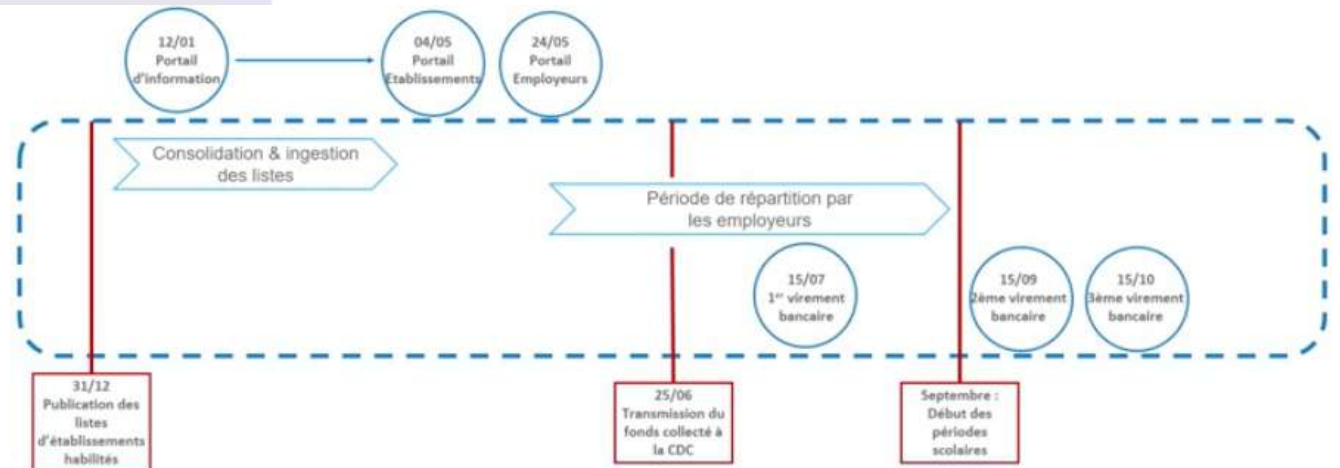 12/01
Portail
d'information
04/05
Portail
Etablissements
24/05
Portail
Employeurs
Consolidation & ingestion
des listes
Période de répartition par
les employeurs
15/07
1er virement
bancaire
15/09
2ème virement
bancaire
15/10
3ème virement
bancaire
31/12
Publication des
listes
d'établissements
habilités
25/06
Transmission du
fonds collecté à
la CDC
Septembre :
Début des
périodes
scolaires